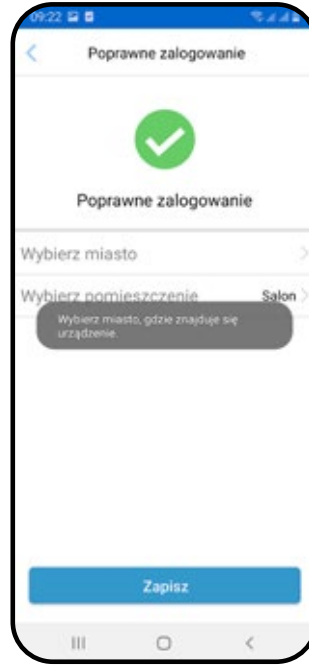 09:22
Poprawne zalogowanie
Poprawne zalogowanie
Wybierz miasto
Wybierz pomieszczenie Salon
Wybierz miasto, gdzie znajduje się
urządzenie.
Zapisz